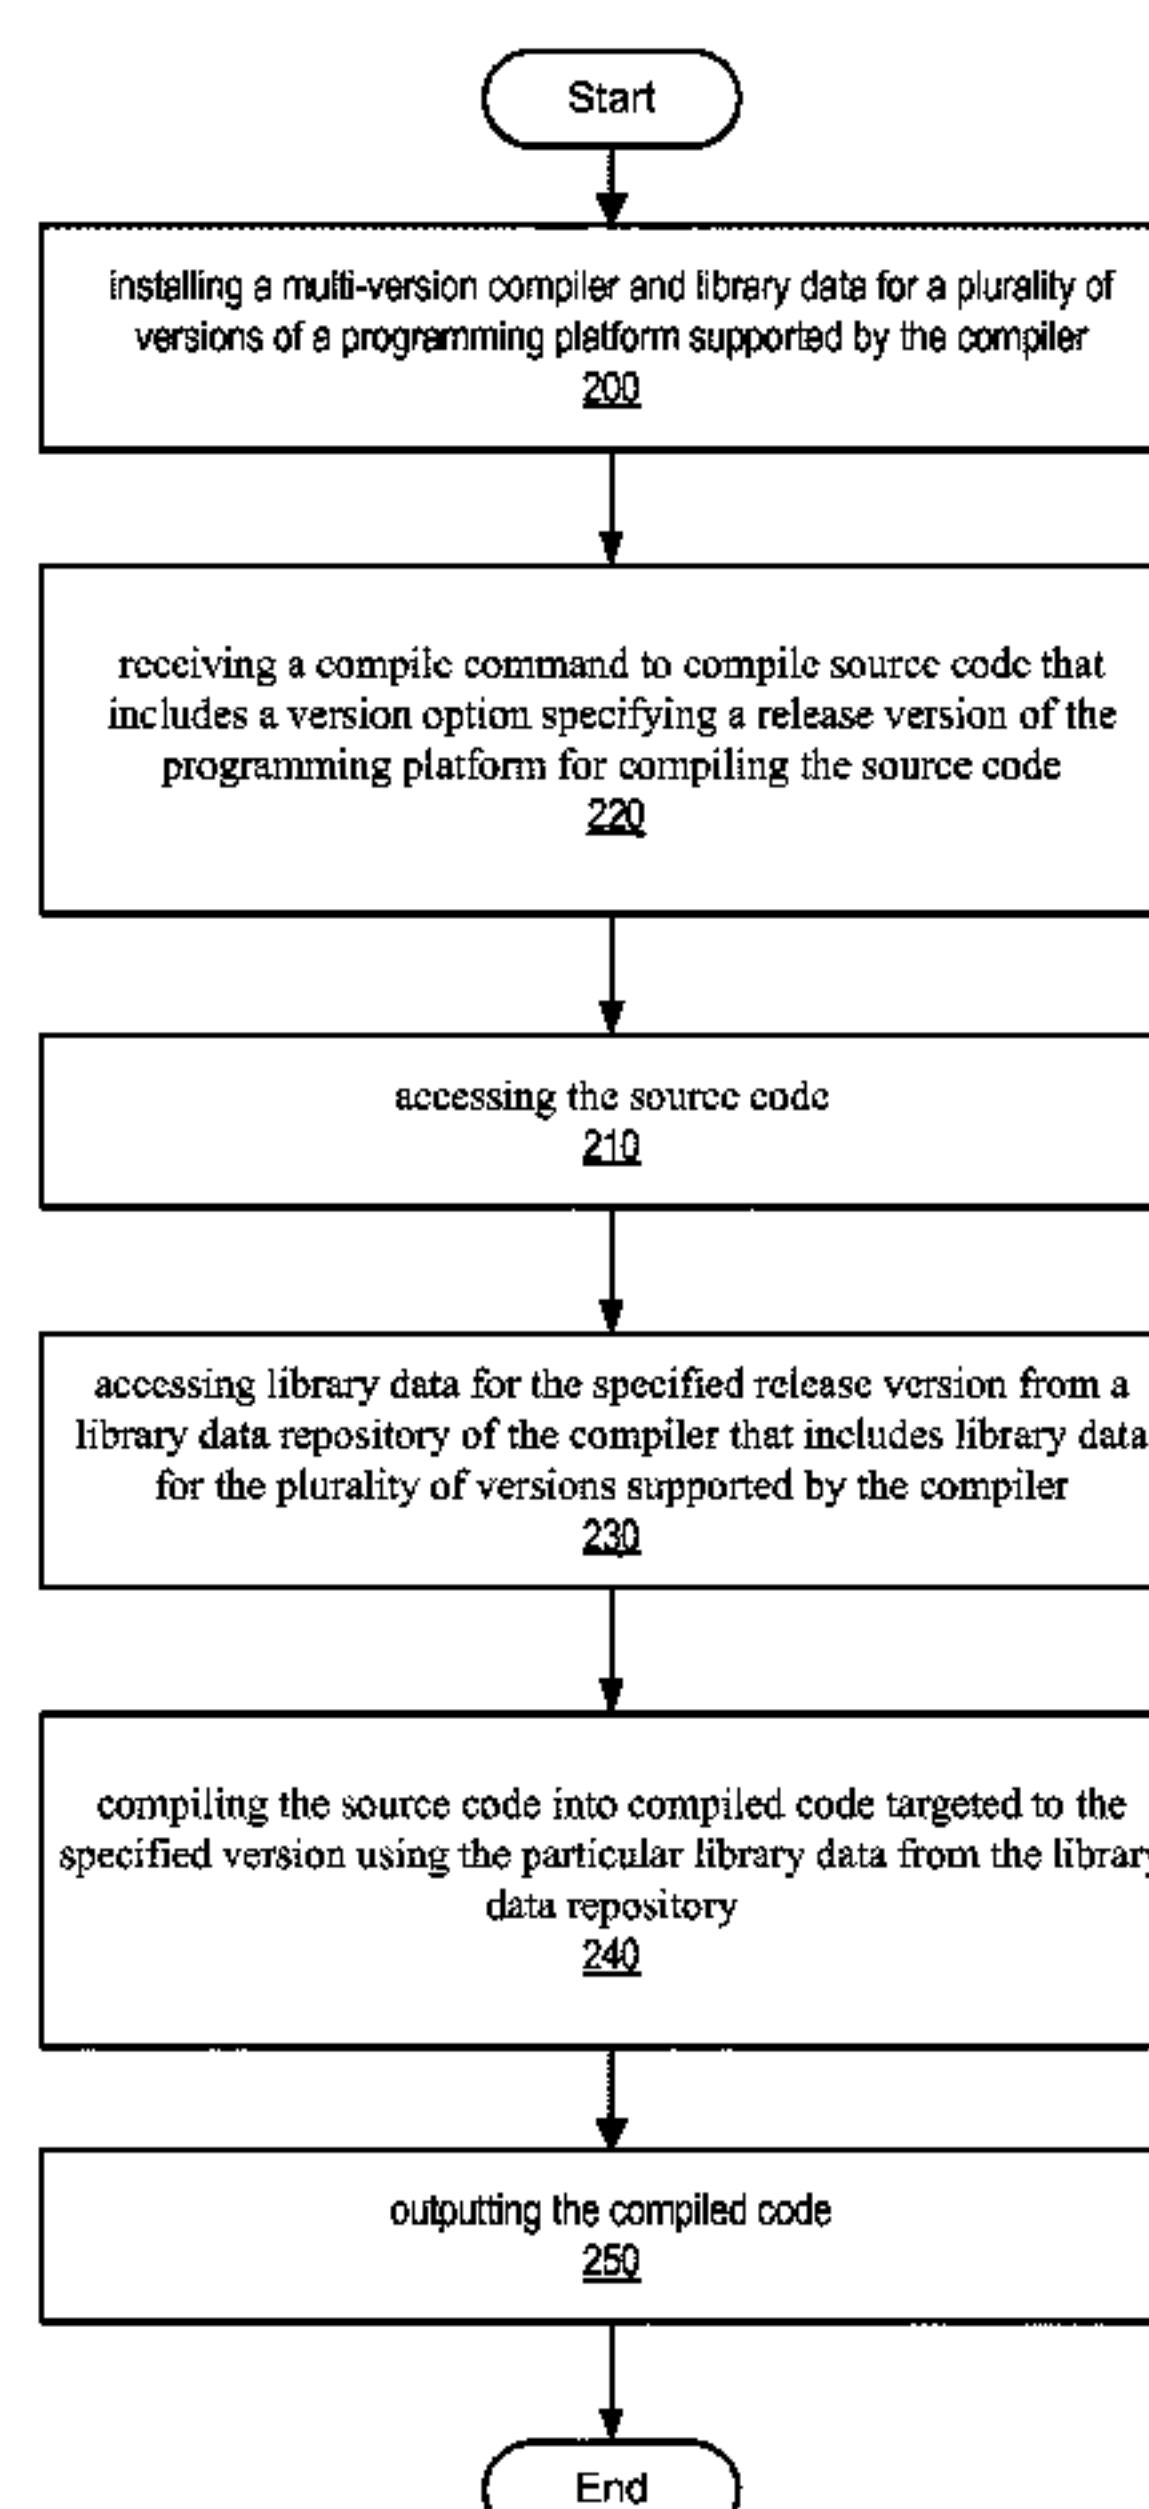 Start
installing a multi-version compiler and library data for a plurality of
versions of a programming platform supported by the compiler
200
receiving a compile command to compile source code that
includes a version option specifying a release version of the
programming platform for compiling the source code
220
accessing the source code
210
accessing library data for the specified release version from a
library data repository of the compiler that includes library data
for the plurality of versions supported by the compiler
230
compiling the source code into compiled code targeted to the
specified version using the particular library data from the library
data repository
240
outputting the compiled code
250
End